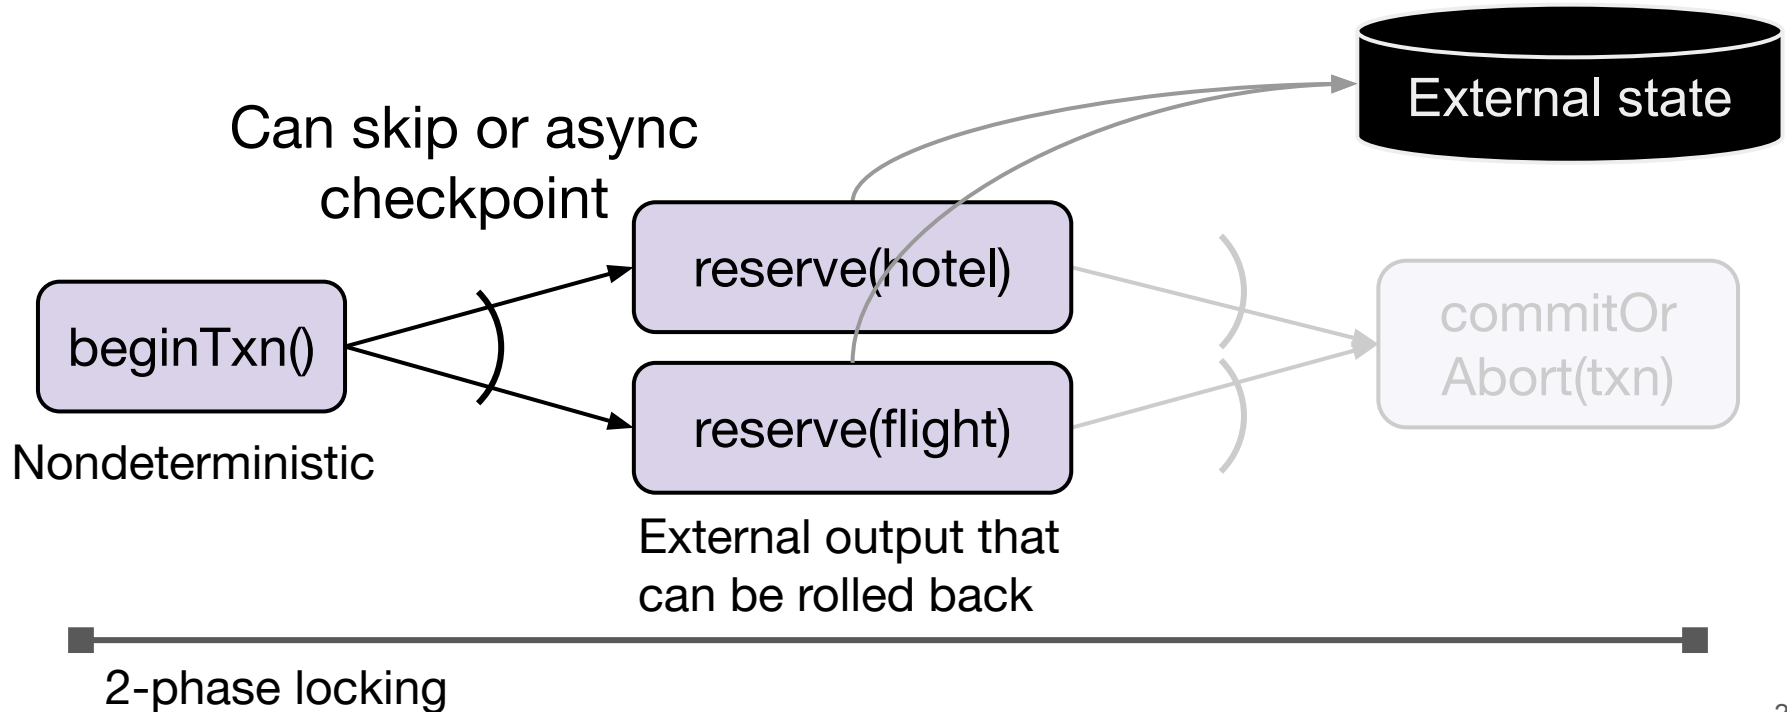 External state
Can skip or async
checkpoint
reserve(hotel)
beginTxn()
reserve(flight)
commitOr
Abort(txn)
Nondeterministic
External output that
can be rolled back
2-phase locking